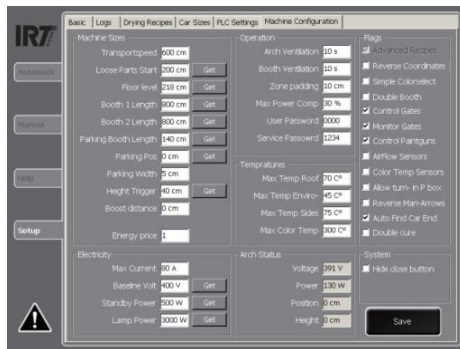 IRT
Basic Logs Drying Recipes Car Sizes PLC Settings Machine Configuration
Automatic
Manual
Help
Setup
Machine Sizes
Transportspeed 600 cm
Loose Parts Start 200 cm Get
Floor level 218 cm Get
Booth 1 Length 800 cm Get
Booth 2 Length 800 cm Get
Parking Booth Length 140 cm Get
Parking Pos 0 cm Get
Parking Width 5 cm
Height Trigger 40 cm Get
Boost distance 0 cm
Energy price 1
Electricity
Max Current 80 A
Baseline Volt 400 V Get
Standby Power 500 W Get
Lamp Power 3000 W Get
Operation
Arch Ventilation 10 s
Booth Ventilation 10 s
Zone padding 10 cm
Max Power Comp 30 %
User Password 0000
Service Passowrd 1234
Tempratures
Max Temp Roof 70 Cº
Max Temp Enviro- 45 Cº
Max Temp Sides 75 Cº
Max Color Temp 300 Cº
Arch Status
Voltage 391 V
Power 130 W
Position 0 cm
Height 0 cm
Flags
Advanced Recipes
Reverse Coordinates
Simple Colorselect
Double Booth
Control Gates
Monitor Gates
Control Paintguns
AirFlow Sensors
Color Temp Sensors
Allow turn- in P box
Reverse Man-Arrows
Auto Find Car End
Double cure
System
Hide close button
Save